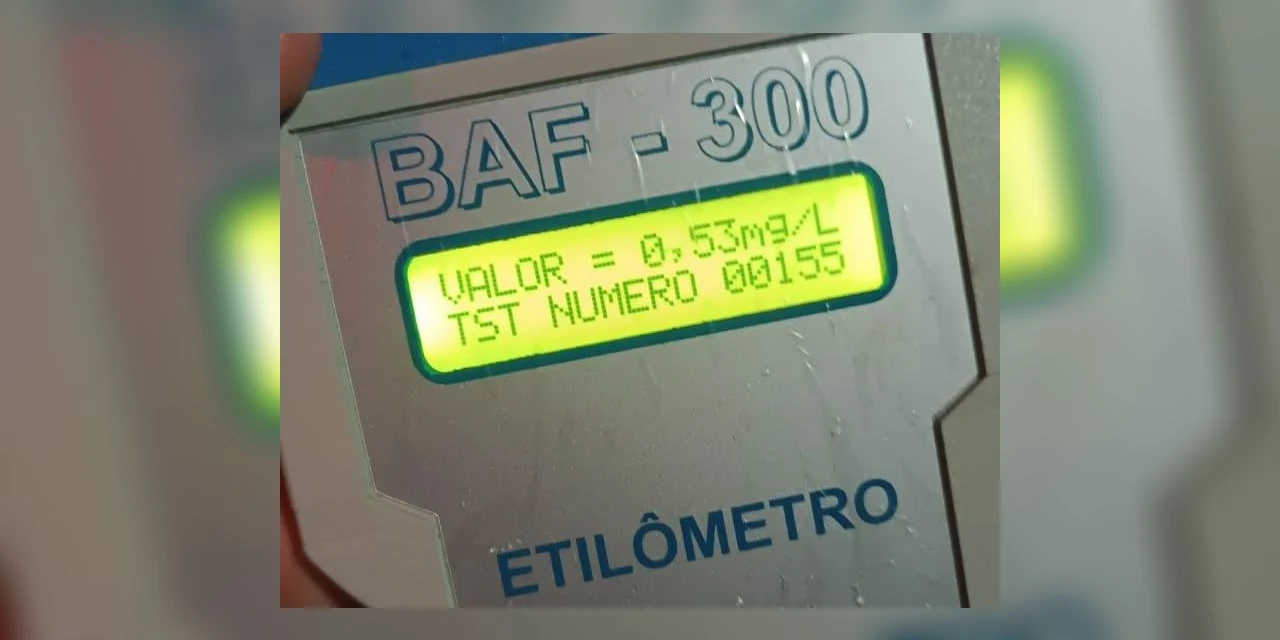 BAF - 300
VALOR = 0,53mg/L
TST NUMERO 00155
ETILÔMETRO